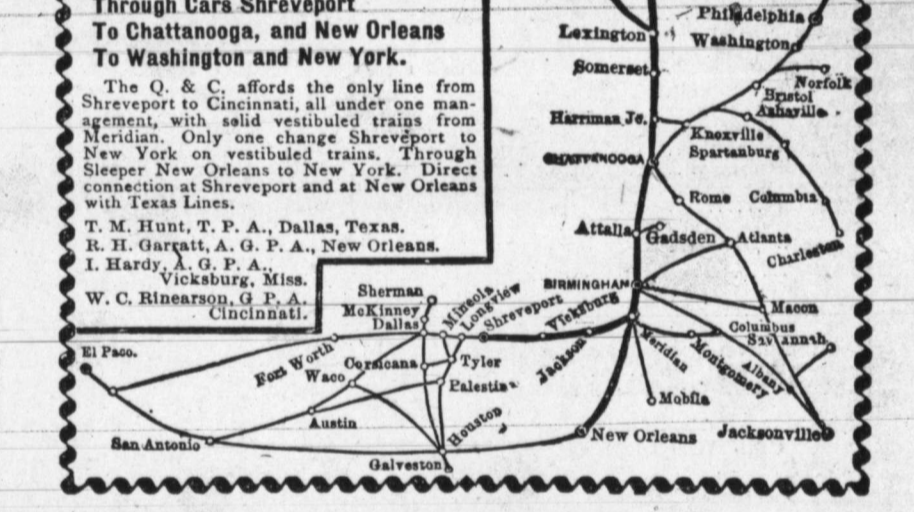 Through Cars Shreveport
To Chattanooga, and New Orleans
To Washington and New York.
The Q. & C. affords the only line from
Shreveport to Cincinnati, all under one man-
agement, with solid vestibuled trains from
Meridian. Only one change Shreveport to
New York on vestibuled trains. Through
Sleeper New Orleans to New York. Direct
connection at Shreveport and at New Orleans
with Texas Lines.
T. M. Hunt, T. P. A., Dallas, Texas.
R. H. Garratt, A. G. P. A., New Orleans.
I. Hardy, A. G. P. A.,
Vicksburg, Miss.
W. C. Rinearson, G P. A.
Cincinnati.
Philadelphia
Lexington
Washington
Somerset
Norfolk
Bristol
Ashaville
Harriman Jc.
Knoxville
Spartanburg
CHATTENOOGA
Rome
Columbia
Attalla
Gadsden
Atlanta
Charleston
BIRMINGHAM
Sherman
McKinney
Dallas
Mineola
Longview
Shreveport
Vicksburg
Macon
Columbus
Savannah
El Paso.
Fort Worth
Corsicana
Tyler
Jackson
Meridian
Montgomery
Albany
Waco
Palestine
Mobila
Austin
Houston
San Antonio
New Orleans
Jacksonville
Galveston